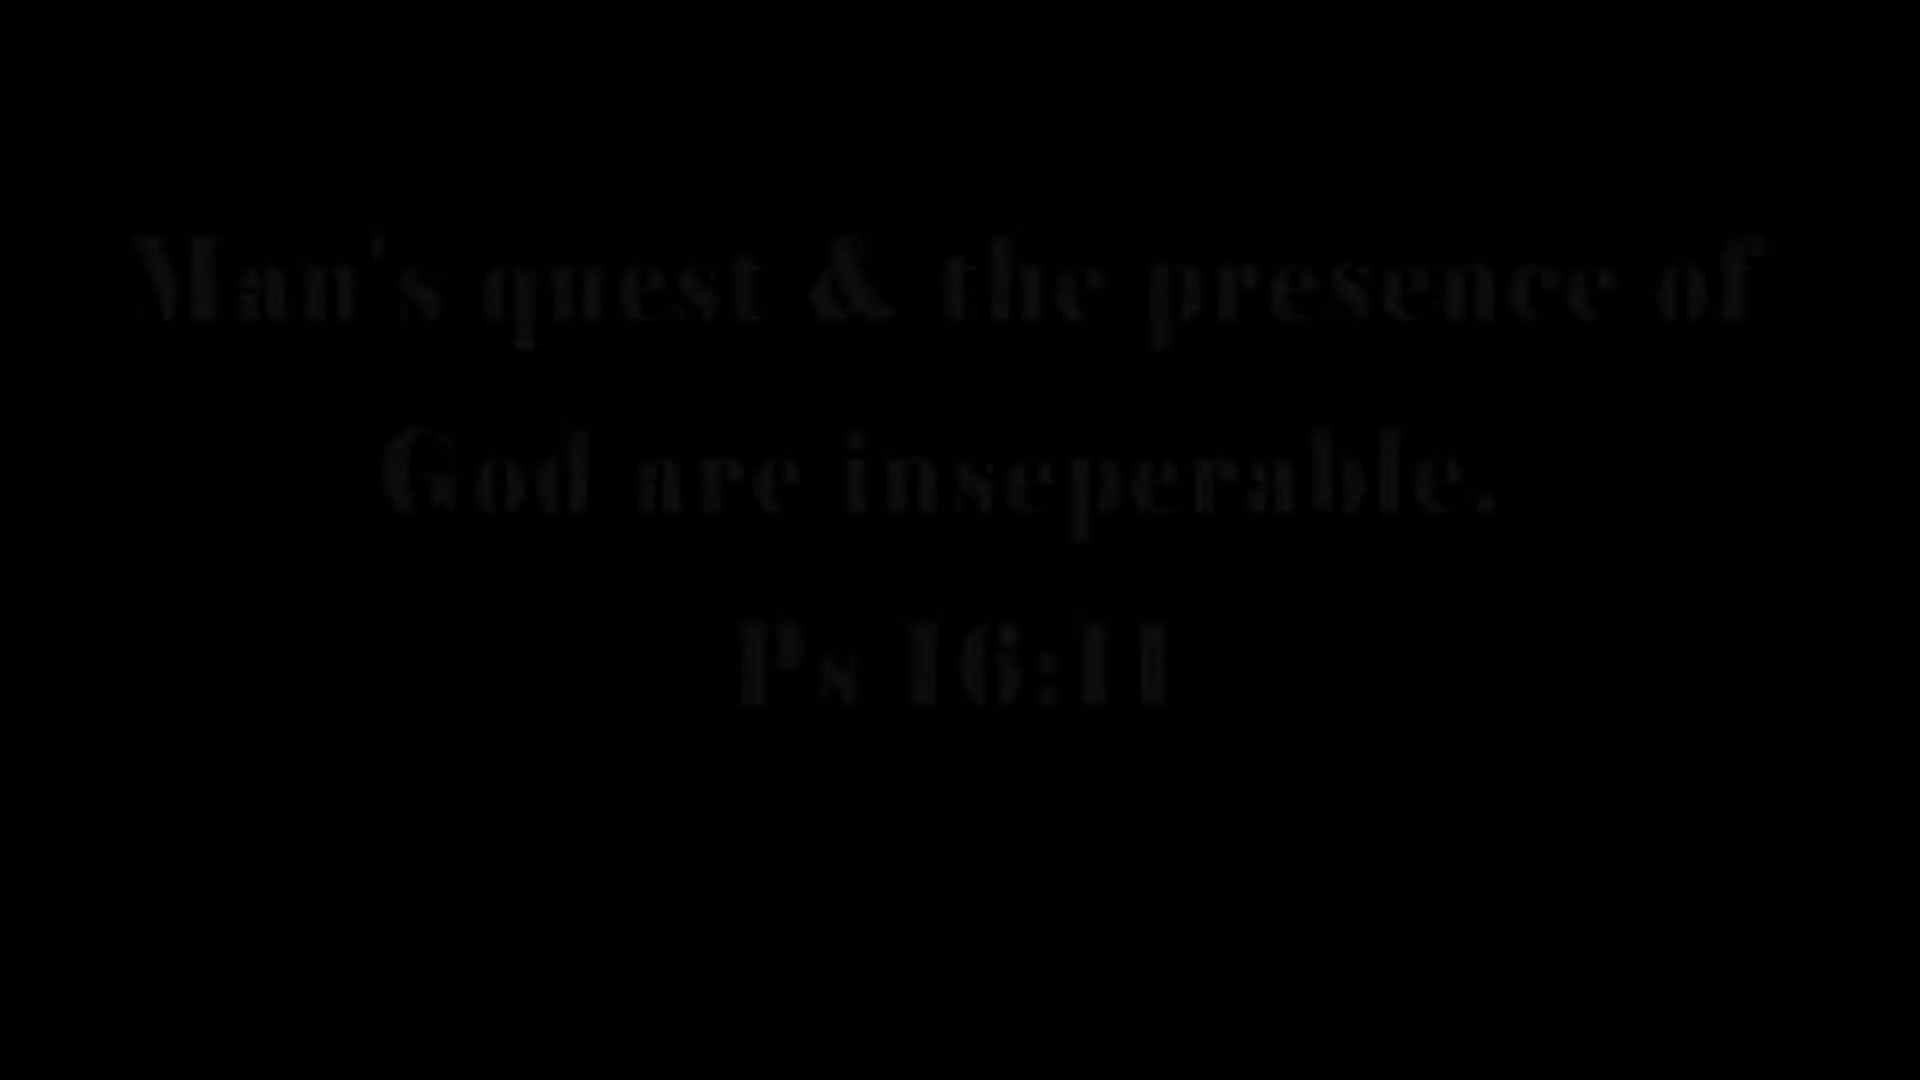 Man's quest & the presence of
God are inseperable.
Ps 16:11